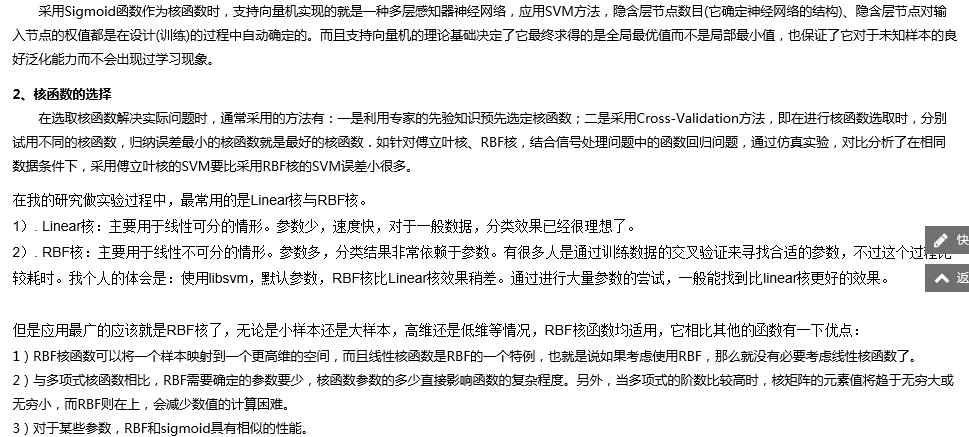 采用Sigmoid函数作为核函数时，支持向量机实现的就是一种多层感知器神经网络，应用SVM方法，隐含层节点数目(它确定神经网络的结构)、隐含层节点对输
入节点的权值都是在设计(训练)的过程中自动确定的。而且支持向量机的理论基础决定了它最终求得的是全局最优值而不是局部最小值，也保证了它对于未知样本的良
好泛化能力而不会出现过学习现象。
2、核函数的选择
在选取核函数解决实际问题时，通常采用的方法有：一是利用专家的先验知识预先选定核函数；二是采用Cross-Validation方法，即在进行核函数选取时，分别
试用不同的核函数，归纳误差最小的核函数就是最好的核函数．如针对傅立叶核、RBF核，结合信号处理问题中的函数回归问题，通过仿真实验，对比分析了在相同
数据条件下，采用傅立叶核的SVM要比采用RBF核的SVM误差小很多。
在我的研究做实验过程中，最常用的是Linear核与RBF核。
1）. Linear核：主要用于线性可分的情形。参数少，速度快，对于一般数据，分类效果已经很理想了。
2）. RBF核：主要用于线性不可分的情形。参数多，分类结果非常依赖于参数。有很多人是通过训练数据的交叉验证来寻找合适的参数，不过这个过程比
快
较耗时。我个人的体会是：使用libsvm，默认参数，RBF核比Linear核效果稍差。通过进行大量参数的尝试，一般能找到比linear核更好的效果。
返
但是应用最广的应该就是RBF核了，无论是小样本还是大样本，高维还是低维等情况，RBF核函数均适用，它相比其他的函数有一下优点：
1）RBF核函数可以将一个样本映射到一个更高维的空间，而且线性核函数是RBF的一个特例，也就是说如果考虑使用RBF，那么就没有必要考虑线性核函数了。
2）与多项式核函数相比，RBF需要确定的参数要少，核函数参数的多少直接影响函数的复杂程度。另外，当多项式的阶数比较高时，核矩阵的元素值将趋于无穷大或
无穷小，而RBF则在上，会减少数值的计算困难。
3）对于某些参数，RBF和sigmoid具有相似的性能。